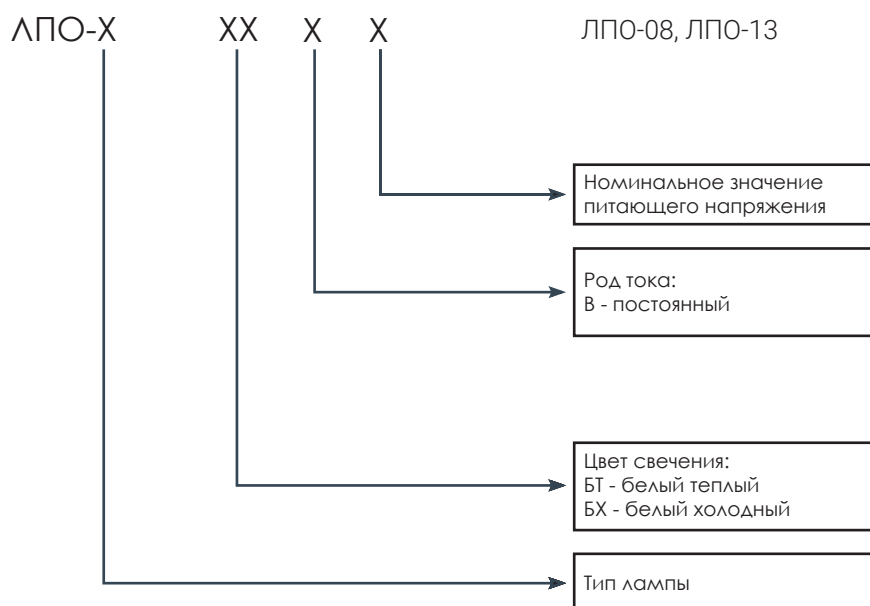 ЛПО-Х ХХ Х Х ЛПО-08, ЛПО-13
Номинальное значение
питающего напряжения
Род тока:
В - постоянный
Цвет свечения:
БТ - белый теплый
БХ - белый холодный
Тип лампы